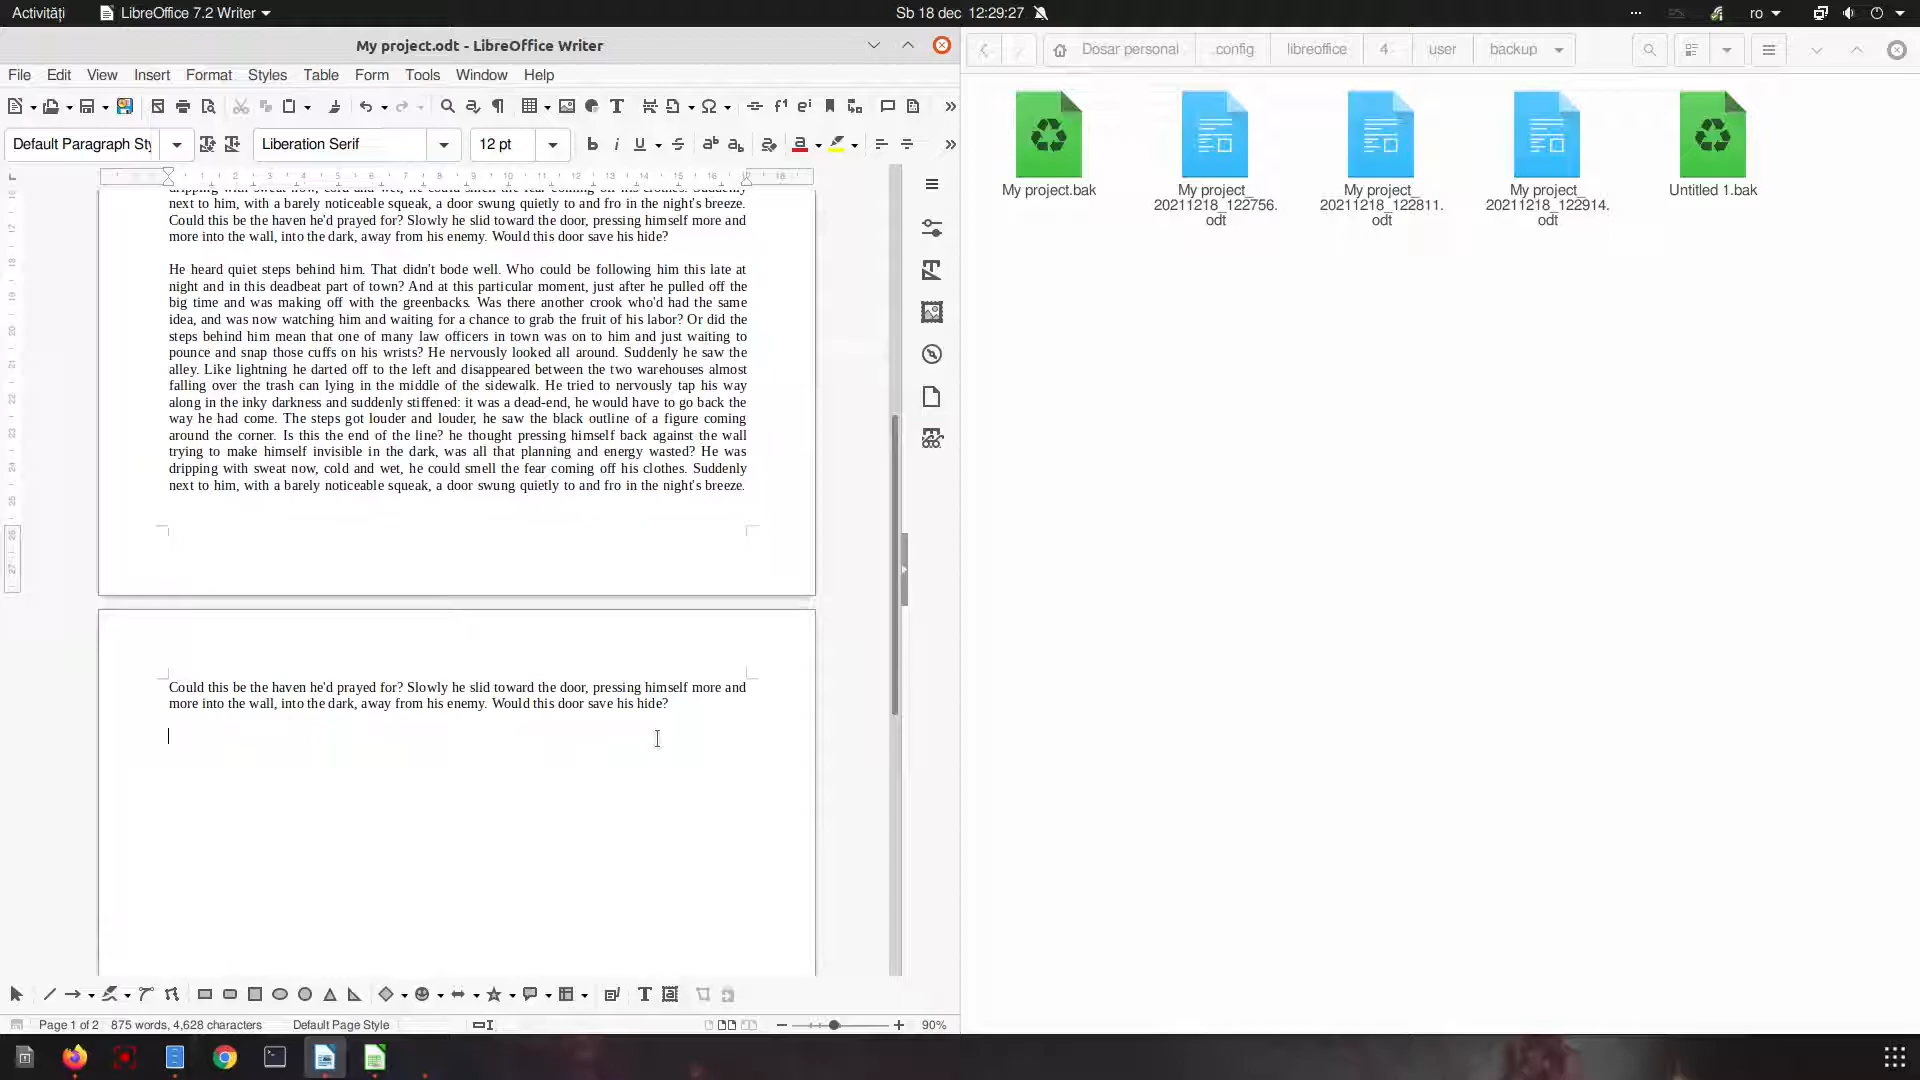 Activități
LibreOffice 7.2 Writer
Sb 18 dec 12:29:27
ro
My project.odt - LibreOffice Writer
File Edit View Insert Format Styles Table Form Tools Window Help
Default Paragraph Sty
Liberation Serif
12 pt
dripping with sweat now, cold and wet, he could smell the fear coming off his clothes. Suddenly
next to him, with a barely noticeable squeak, a door swung quietly to and fro in the night's breeze.
Could this be the haven he'd prayed for? Slowly he slid toward the door, pressing himself more and
more into the wall, into the dark, away from his enemy. Would this door save his hide?
He heard quiet steps behind him. That didn't bode well. Who could be following him this late at
night and in this deadbeat part of town? And at this particular moment, just after he pulled off the
big time and was making off with the greenbacks. Was there another crook who'd had the same
idea, and was now watching him and waiting for a chance to grab the fruit of his labor? Or did the
steps behind him mean that one of many law officers in town was on to him and just waiting to
pounce and snap those cuffs on his wrists? He nervously looked all around. Suddenly he saw the
alley. Like lightning he darted off to the left and disappeared between the two warehouses almost
falling over the trash can lying in the middle of the sidewalk. He tried to nervously tap his way
along in the inky darkness and suddenly stiffened: it was a dead-end, he would have to go back the
way he had come. The steps got louder and louder, he saw the black outline of a figure coming
around the corner. Is this the end of the line? he thought pressing himself back against the wall
trying to make himself invisible in the dark, was all that planning and energy wasted? He was
dripping with sweat now, cold and wet, he could smell the fear coming off his clothes. Suddenly
next to him, with a barely noticeable squeak, a door swung quietly to and fro in the night's breeze.
Could this be the haven he'd prayed for? Slowly he slid toward the door, pressing himself more and
more into the wall, into the dark, away from his enemy. Would this door save his hide?
Page 1 of 2
875 words, 4,628 characters
Default Page Style
90%
Dosar personal
.config
libreoffice
4
user
backup
My project.bak
My project_
20211218_122756.
odt
My project_
20211218_122811.
odt
My project_
20211218_122914.
odt
Untitled 1.bak